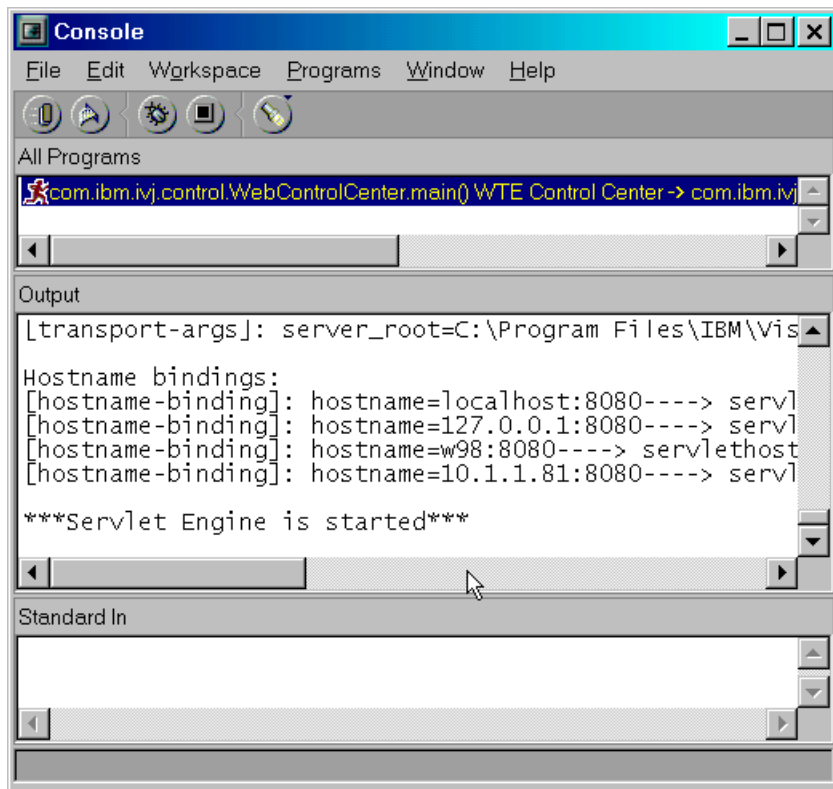 Console
File Edit Workspace Programs Window Help
All Programs
com.ibm.ivj.control.WebControlCenter.main() WTE Control Center -> com.ibm.ivj
Output
[transport-args]: server_root=C:\Program Files\IBM\Vis
Hostname bindings:
[hostname-binding]: hostname=localhost:8080----> servl
[hostname-binding]: hostname=127.0.0.1:8080----> servl
[hostname-binding]: hostname=w98:8080----> servlethost
[hostname-binding]: hostname=10.1.1.81:8080----> servl
***Servlet Engine is started***
Standard In